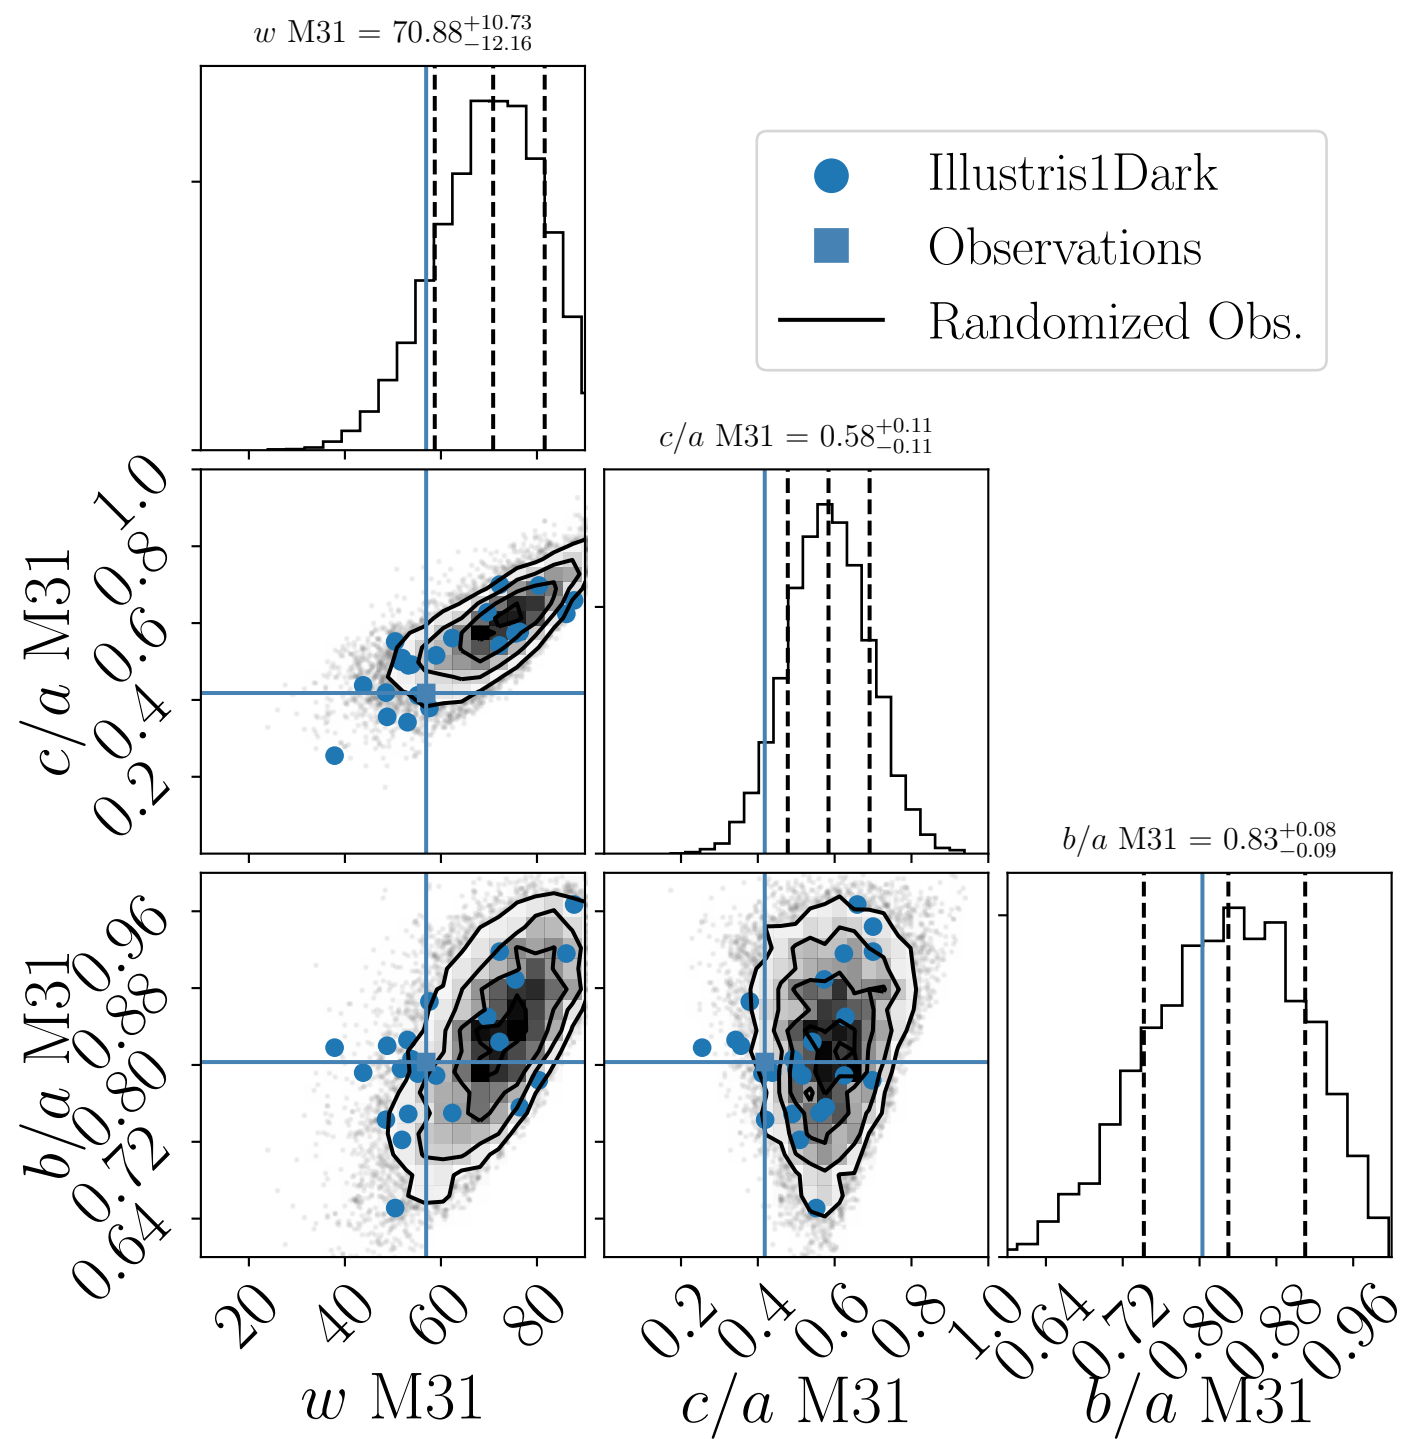 w M31 = 70.88+10.73 −12.16
Illustris1Dark
Observations
Randomized Obs.
c/a M31 = 0.58+0.11 −0.11
c/a M31
1.0
0.8
0.6
0.4
0.2
b/a M31 = 0.83+0.08 −0.09
b/a M31
0.96
0.88
0.80
0.72
0.64
20 40 60 80
0.2 0.4 0.6 0.8 1.0
0.64 0.72 0.80 0.88 0.96
w M31
c/a M31
b/a M31